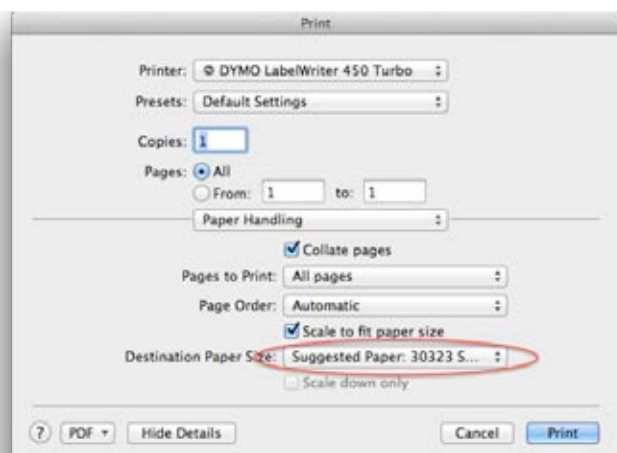 Print
Printer: DYMO LabelWriter 450 Turbo
Presets: Default Settings
Copies: 1
Pages: All
From: 1 to: 1
Paper Handling
Collate pages
Pages to Print: All pages
Page Order: Automatic
Scale to fit paper size
Destination Paper Size: Suggested Paper: 30323 S...
Scale down only
? PDF Hide Details Cancel Print